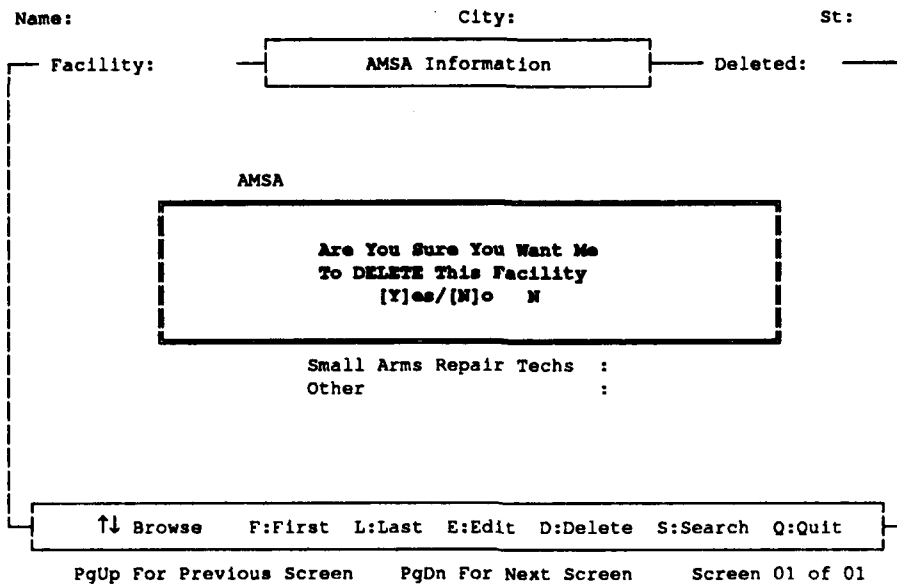 Name: City: St:
Facility: AMSA Information Deleted:
AMSA
Are You Sure You Want Me
To DELETE This Facility
[Y]es/[N]o N
Small Arms Repair Techs :
Other :
↑↓ Browse F:First L:Last E:Edit D:Delete S:Search Q:Quit
PgUp For Previous Screen PgDn For Next Screen Screen 01 of 01